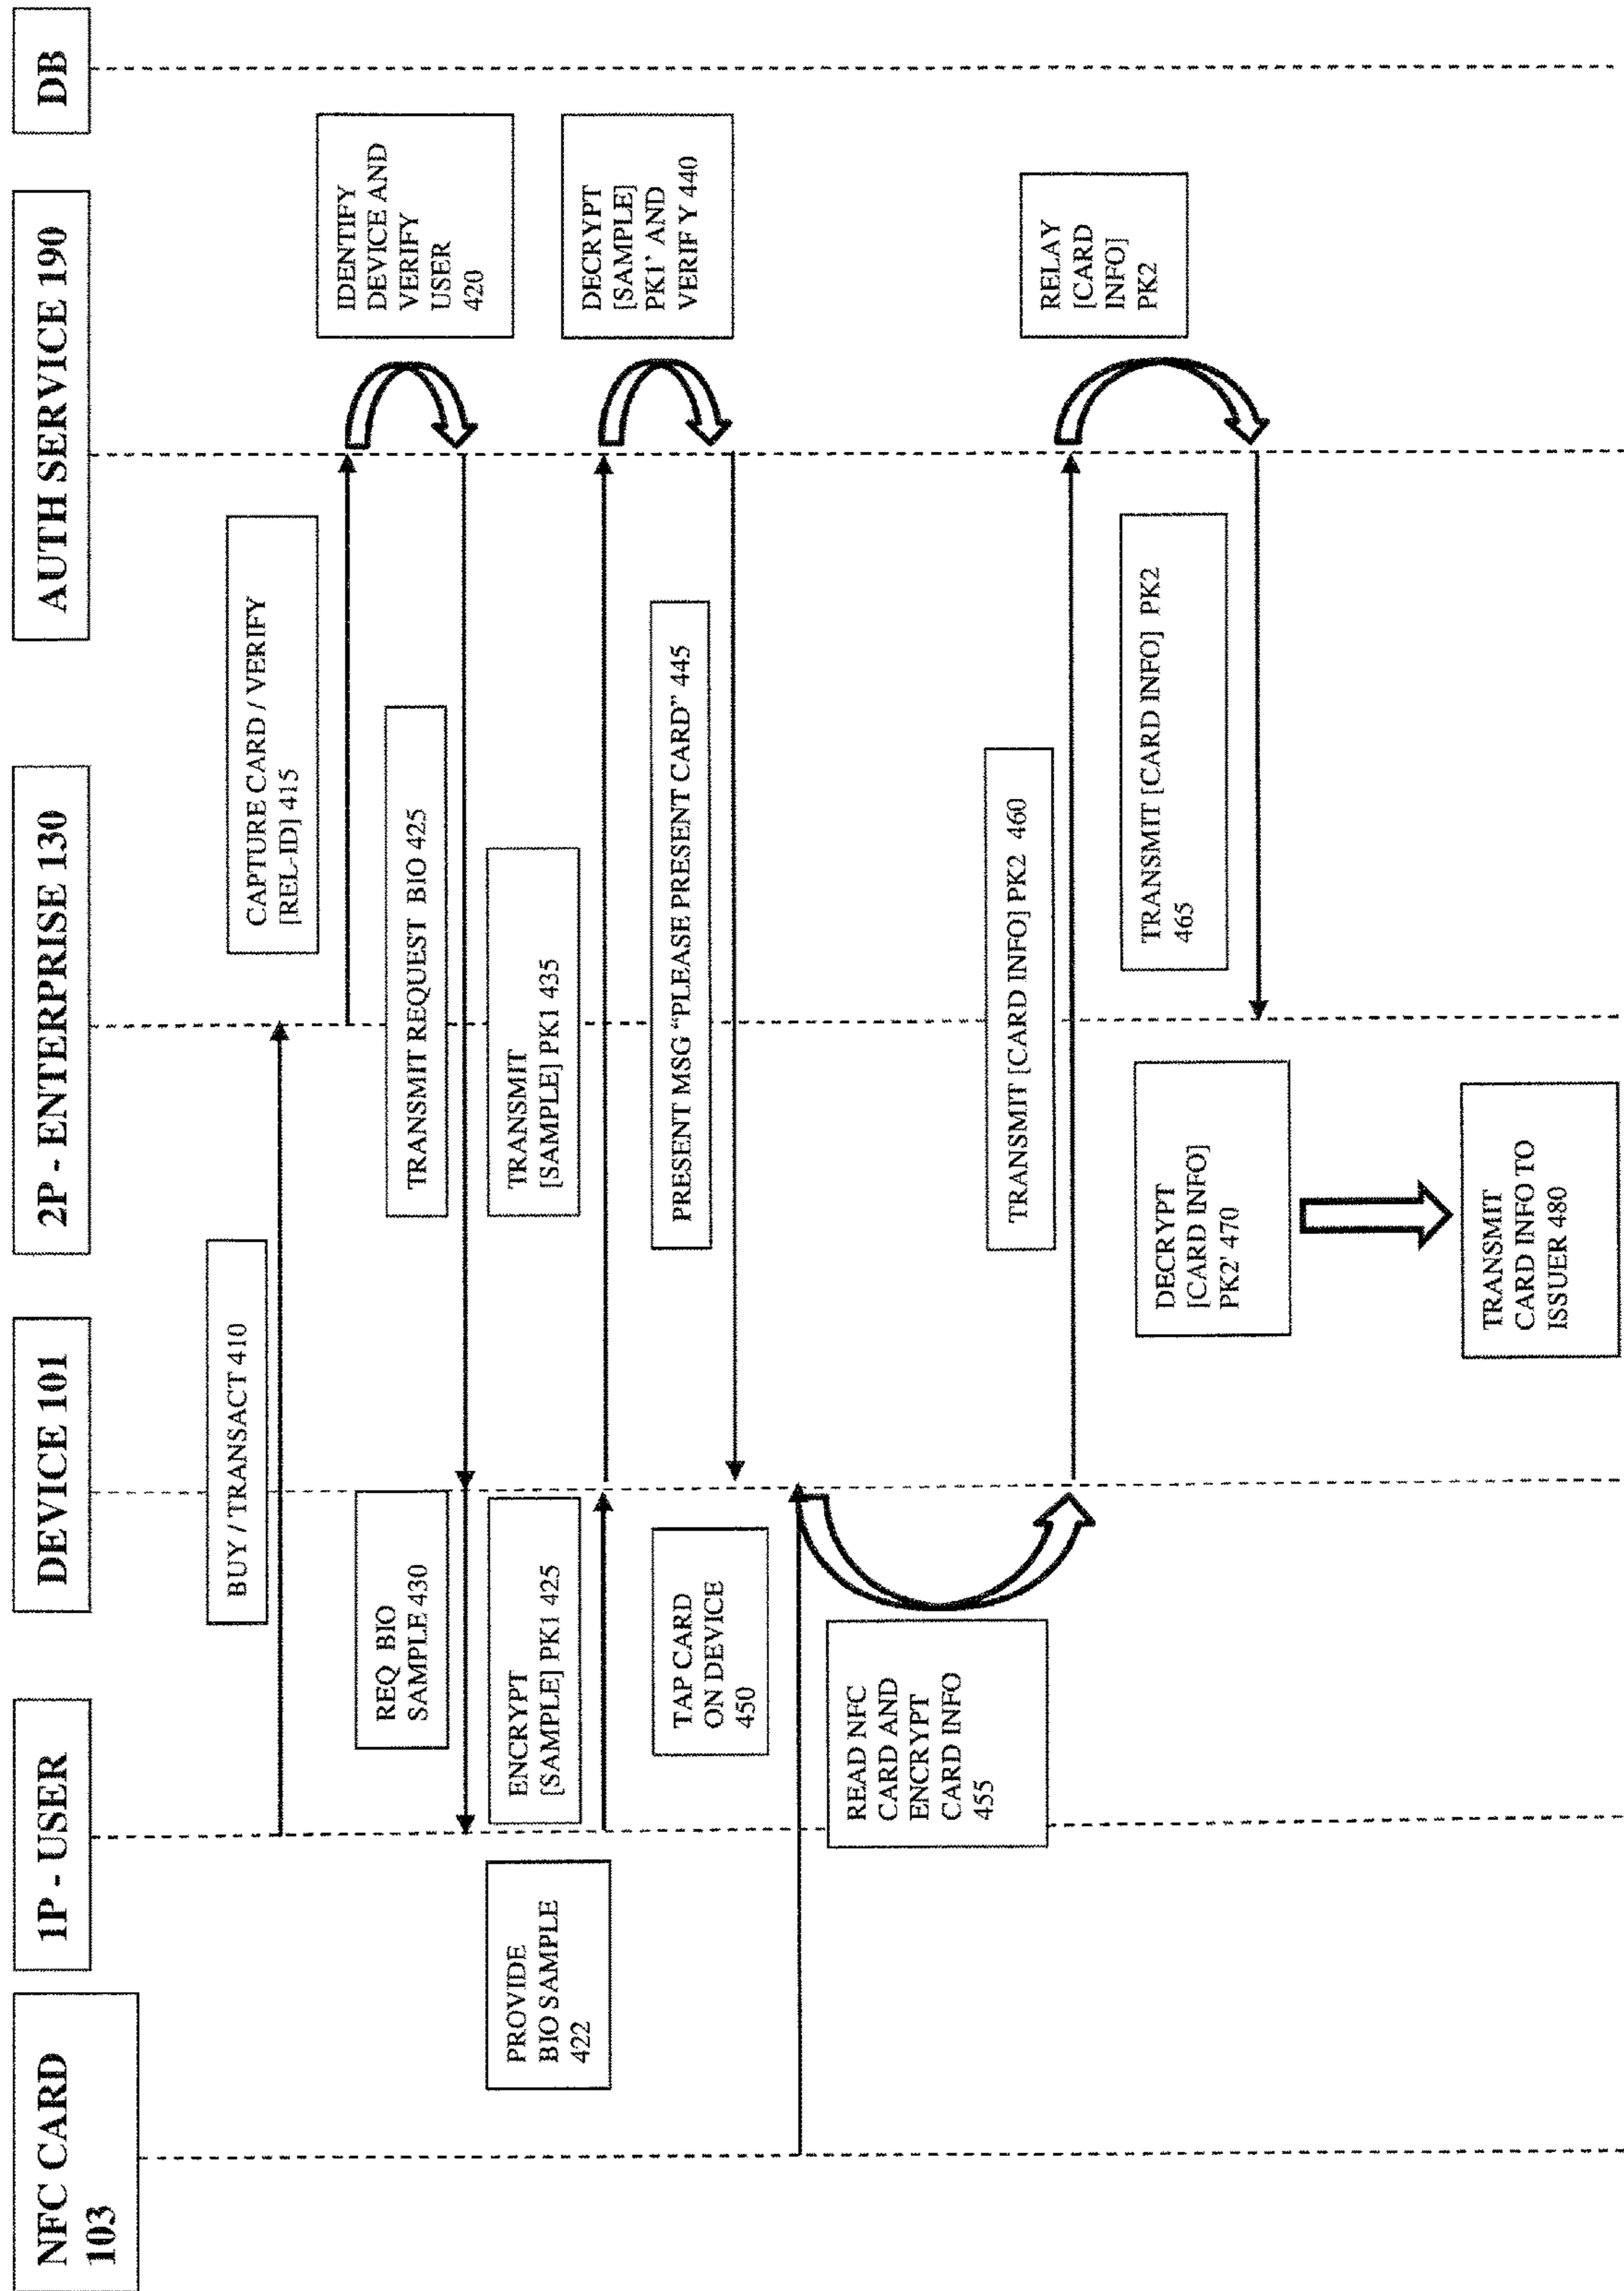 NFC CARD
103
1P - USER
DEVICE 101
2P - ENTERPRISE 130
AUTH SERVICE 190
DB
BUY / TRANSACT 410
CAPTURE CARD / VERIFY
[REL-ID] 415
IDENTIFY
DEVICE AND
VERIFY
USER
420
TRANSMIT REQUEST BIO 425
REQ BIO
SAMPLE 430
PROVIDE
BIO SAMPLE
422
ENCRYPT
[SAMPLE] PK1 425
TRANSMIT
[SAMPLE] PK1 435
DECRYPT
[SAMPLE]
PK1' AND
VERIF Y 440
PRESENT MSG “PLEASE PRESENT CARD” 445
TAP CARD
ON DEVICE
450
READ NFC
CARD AND
ENCRYPT
CARD INFO
455
TRANSMIT [CARD INFO] PK2 460
RELAY
[CARD
INFO]
PK2
TRANSMIT [CARD INFO] PK2
465
DECRYPT
[CARD INFO]
PK2' 470
TRANSMIT
CARD INFO TO
ISSUER 480